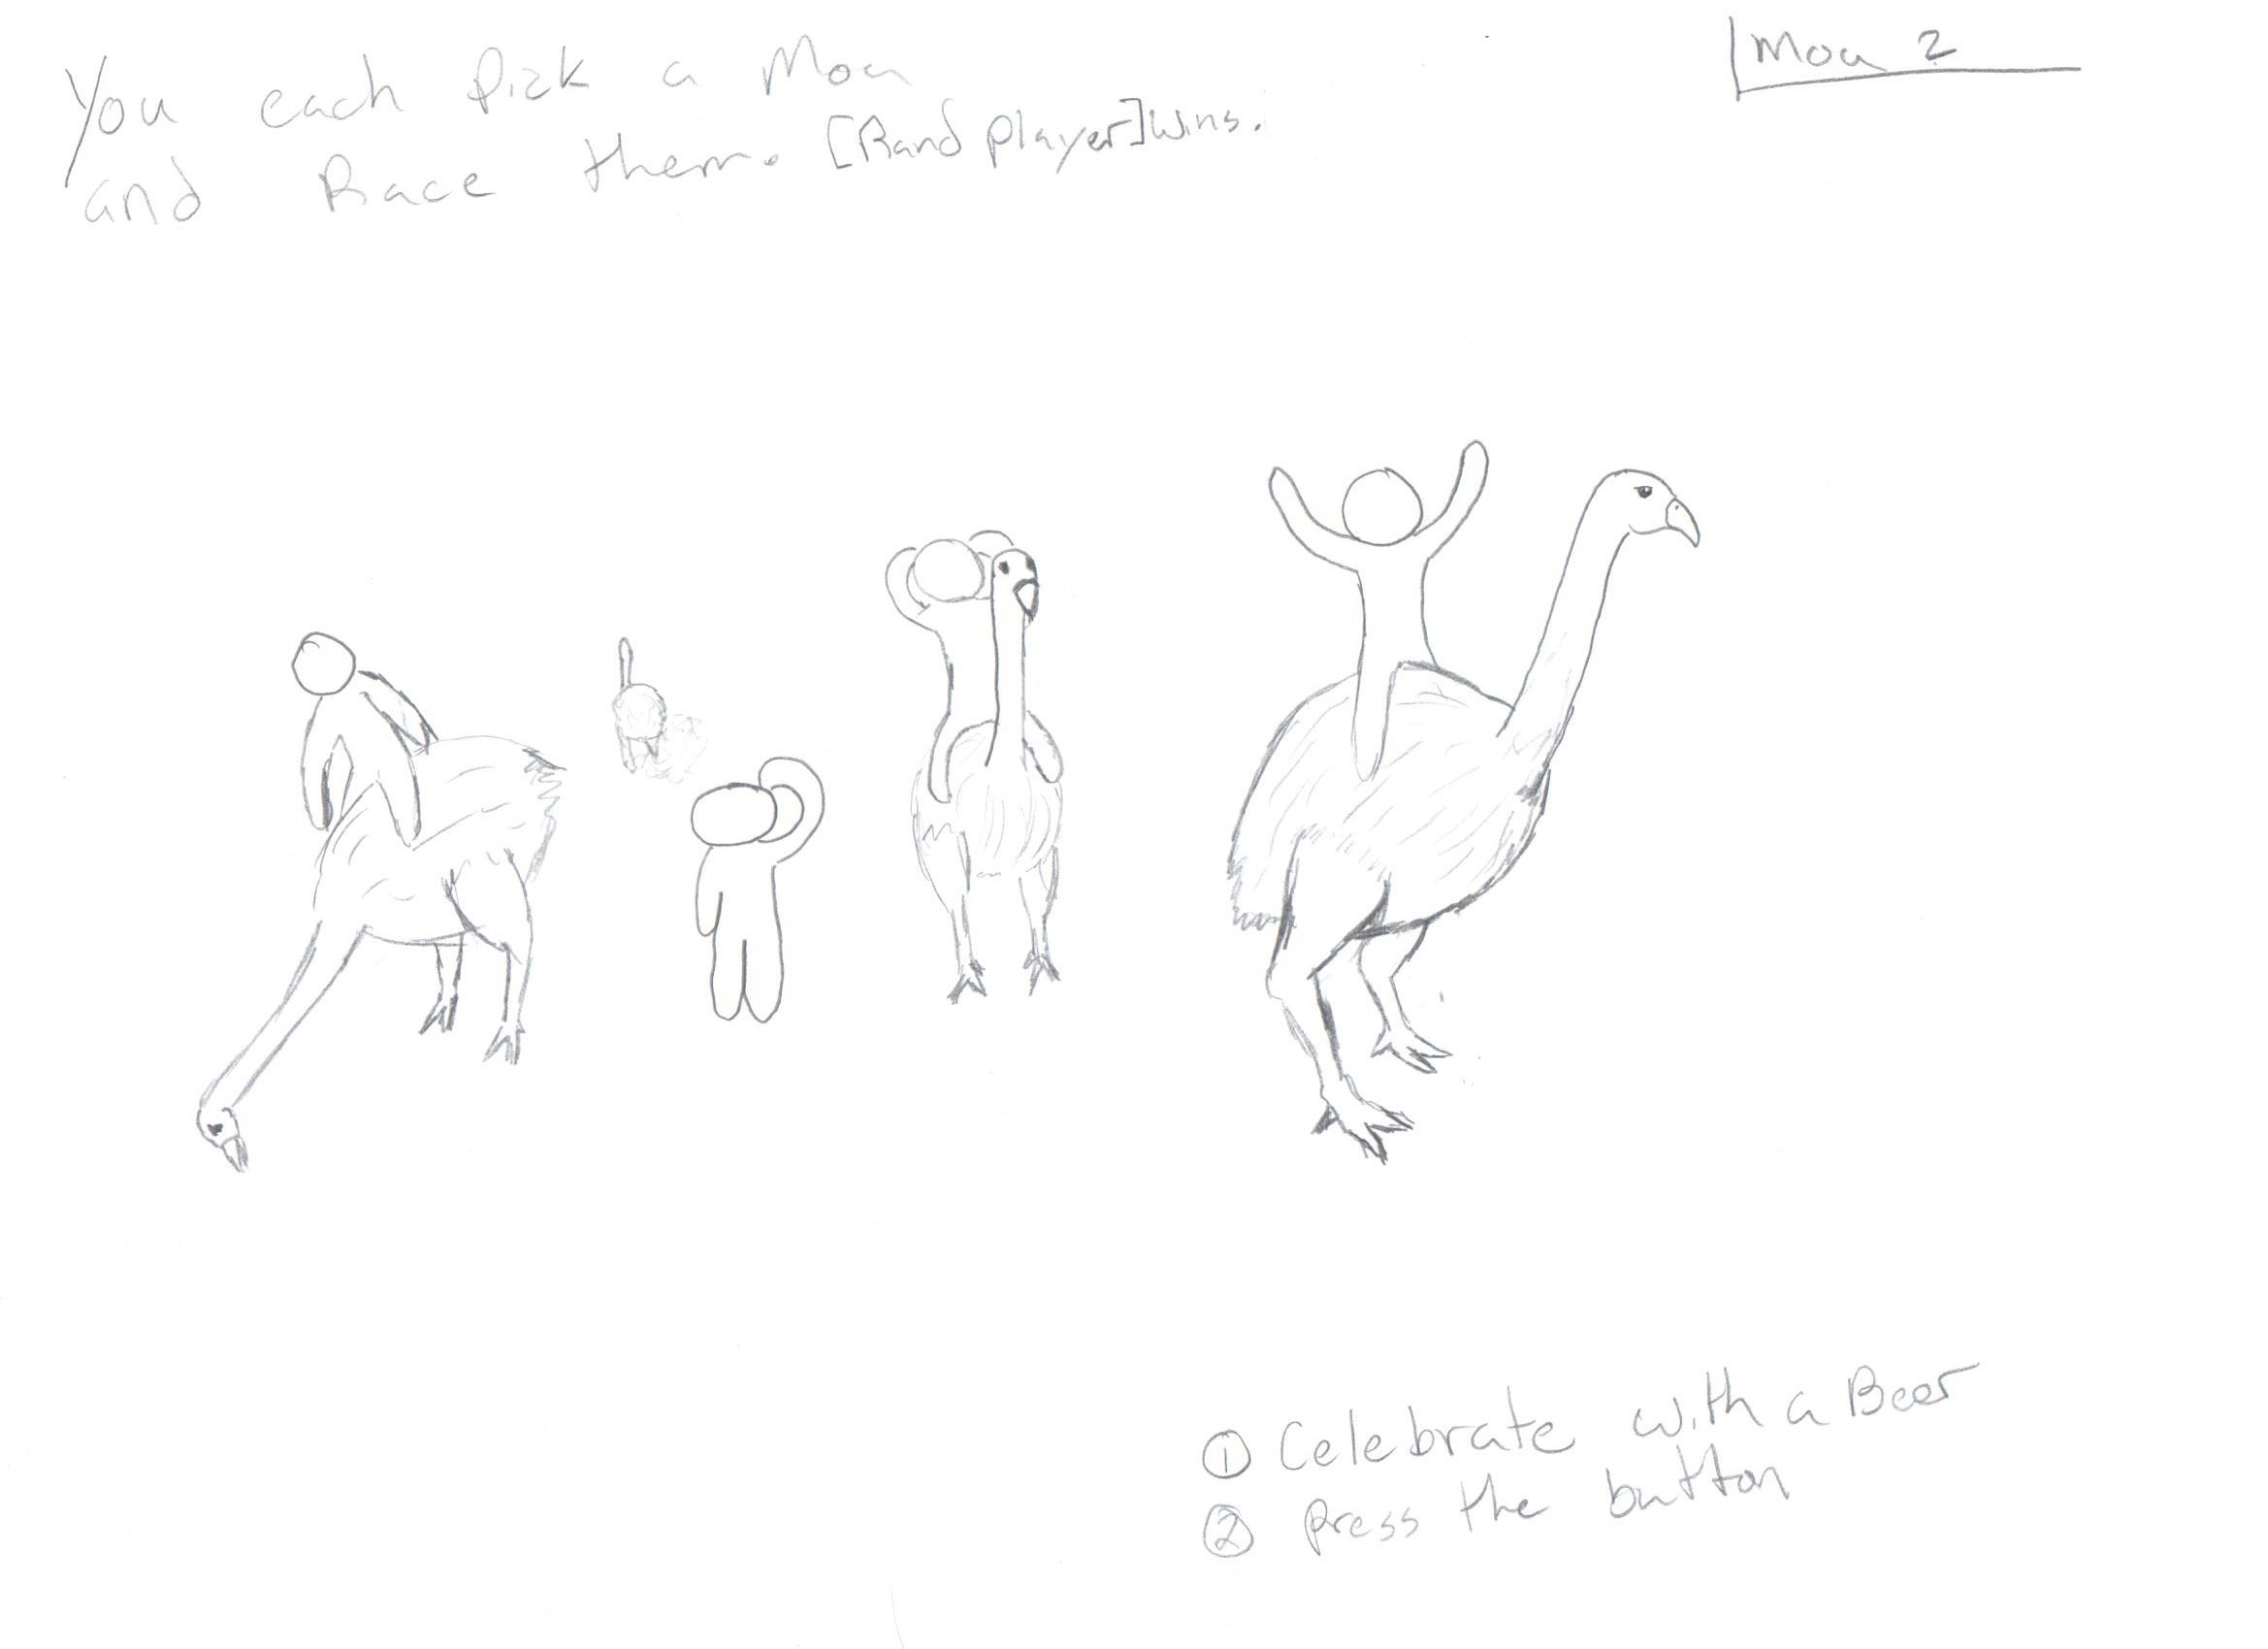 Moa 2
You each pick a Moa
and Race them. [Rand player] wins.
① Celebrate with a Beer
② press the button